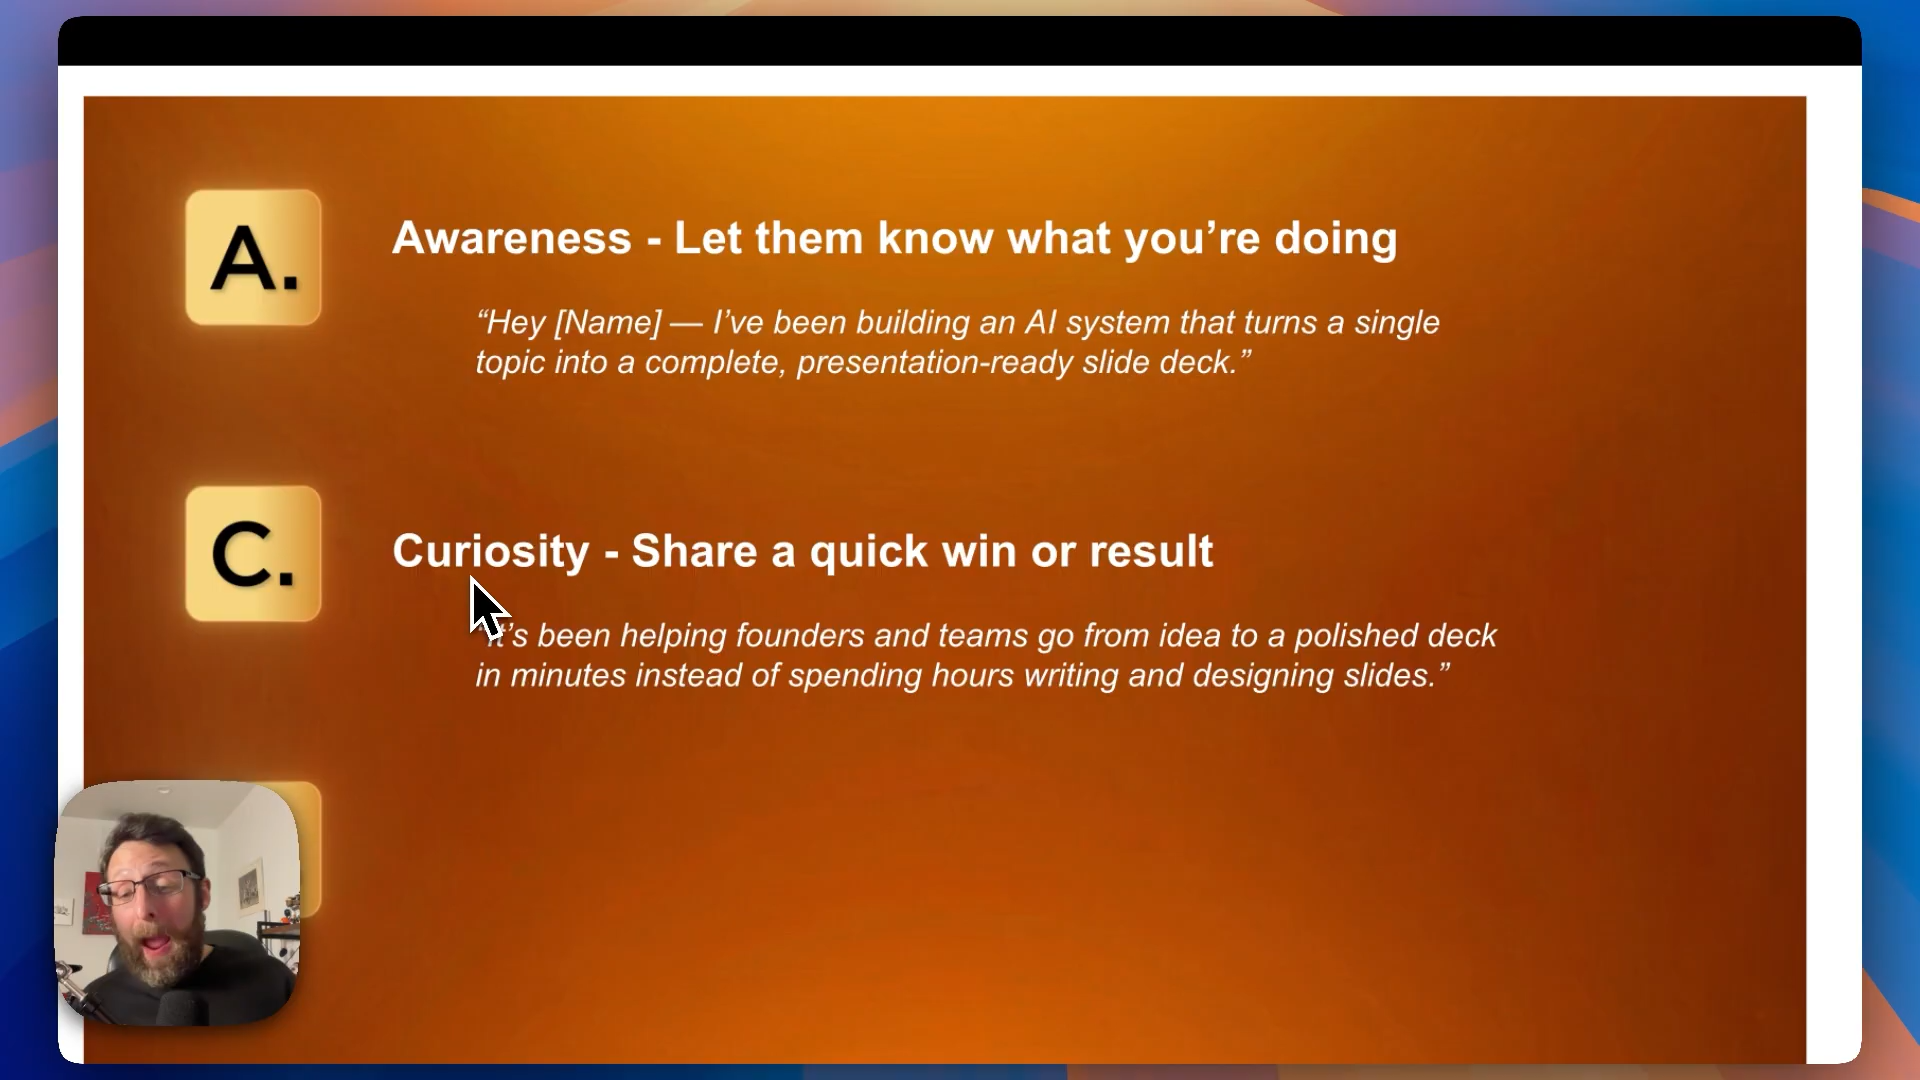 A.
Awareness - Let them know what you’re doing
“Hey [Name] — I’ve been building an AI system that turns a single
topic into a complete, presentation-ready slide deck.”
C.
Curiosity - Share a quick win or result
“It’s been helping founders and teams go from idea to a polished deck
in minutes instead of spending hours writing and designing slides.”